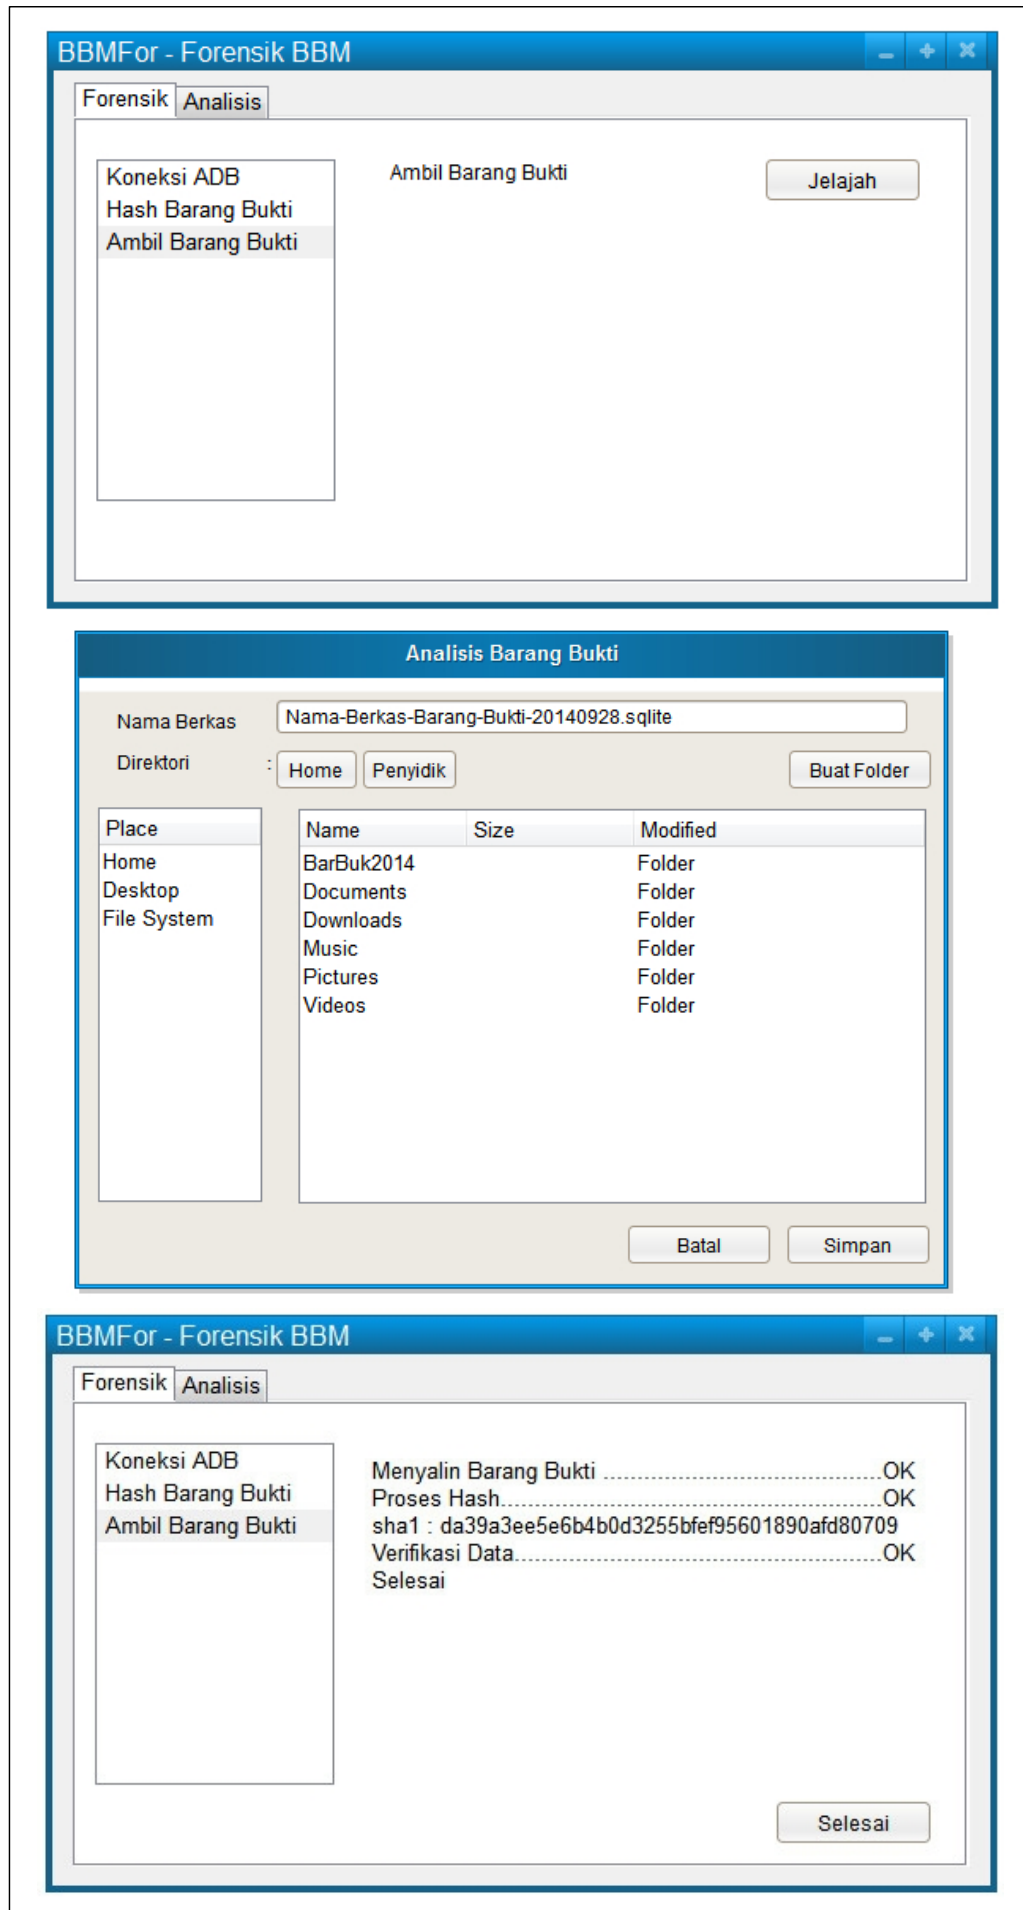 BBMFor - Forensik BBM
Forensik Analisis
Koneksi ADB
Hash Barang Bukti
Ambil Barang Bukti
Ambil Barang Bukti
Jelajah
Analisis Barang Bukti
Nama Berkas Nama-Berkas-Barang-Bukti-20140928.sqlite
Direktori : Home Penyidik Buat Folder
Place
Home
Desktop
File System
Name Size Modified
BarBuk2014 Folder
Documents Folder
Downloads Folder
Music Folder
Pictures Folder
Videos Folder
Batal Simpan
BBMFor - Forensik BBM
Forensik Analisis
Koneksi ADB
Hash Barang Bukti
Ambil Barang Bukti
Menyalin Barang Bukti ..............................................OK
Proses Hash...............................................................OK
sha1 : da39a3ee5e6b4b0d3255bfef95601890afd80709
Verifikasi Data.............................................................OK
Selesai
Selesai